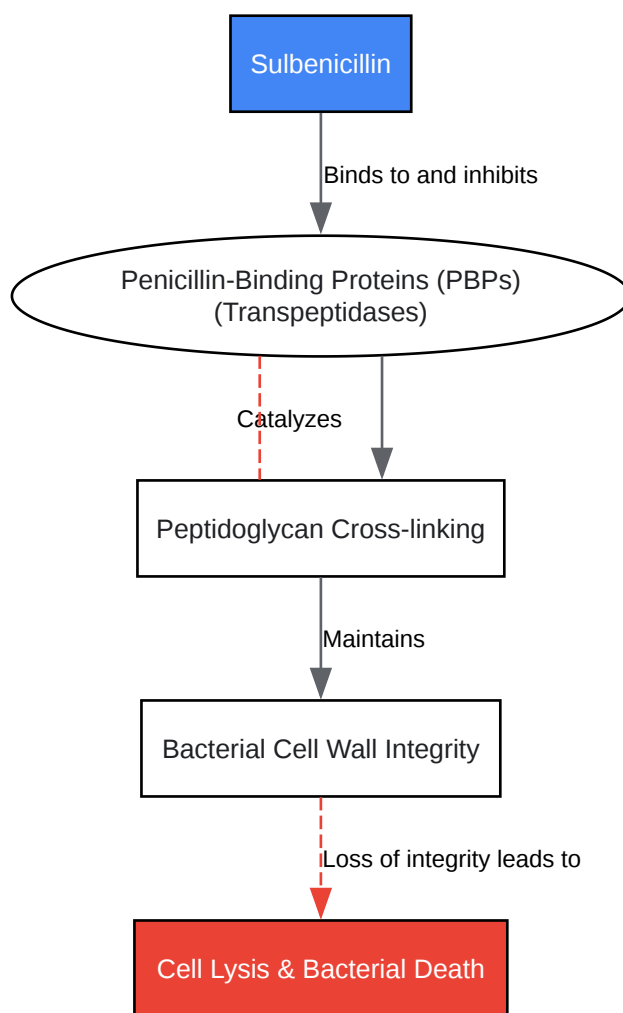 Sulbenicillin
Binds to and inhibits
Penicillin-Binding Proteins (PBPs)
(Transpeptidases)
Catalyzes
Peptidoglycan Cross-linking
Maintains
Bacterial Cell Wall Integrity
Loss of integrity leads to
Cell Lysis & Bacterial Death